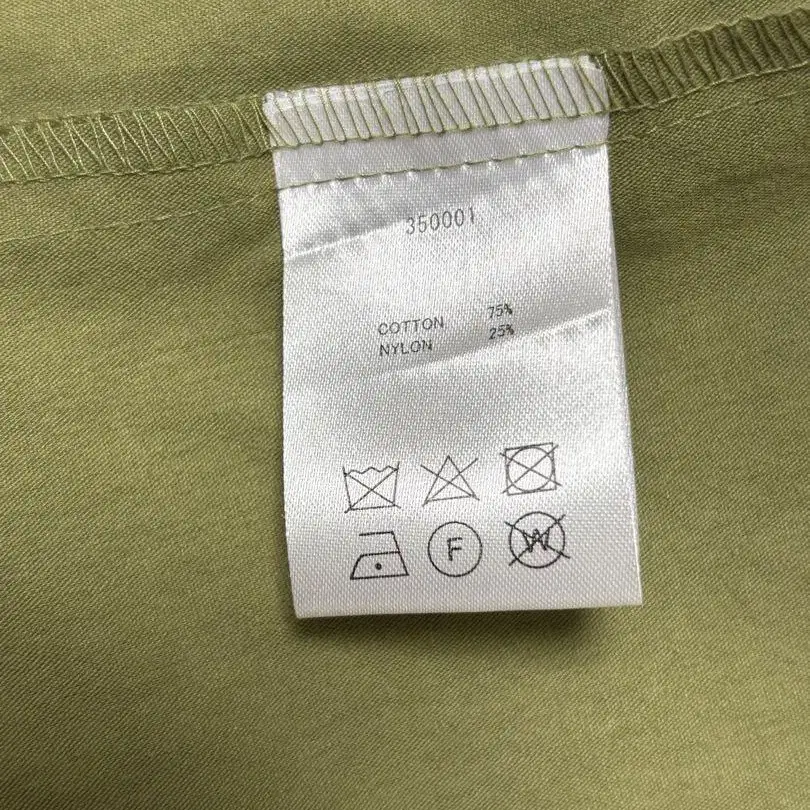 350001
COTTON 75%
NYLON 25%
F W